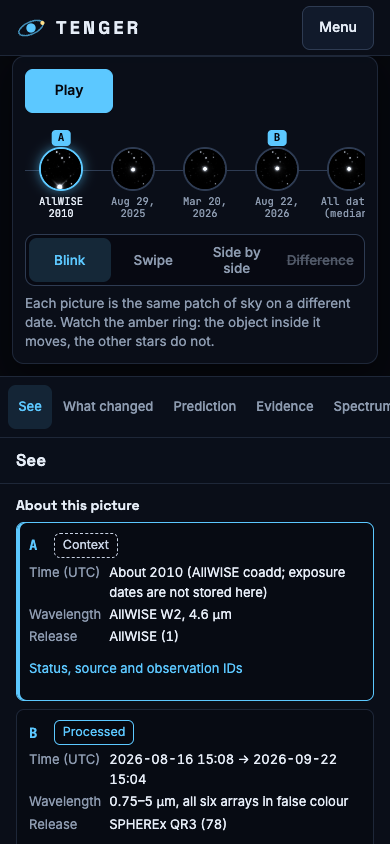 TENGER
Menu
Play
A
B
AllWISE
2010
Aug 29,
2025
Mar 20,
2026
Aug 22,
2026
All dat
(median
Blink
Swipe
Side by
side
Difference
Each picture is the same patch of sky on a different
date. Watch the amber ring: the object inside it
moves, the other stars do not.
See
What changed
Prediction
Evidence
Spectrum
See
About this picture
A
Context
Time (UTC)
About 2010 (AllWISE coadd; exposure
dates are not stored here)
Wavelength
AllWISE W2, 4.6 µm
Release
AllWISE (1)
Status, source and observation IDs
B
Processed
Time (UTC)
2026-08-16 15:08 → 2026-09-22
15:04
Wavelength
0.75–5 µm, all six arrays in false colour
Release
SPHEREx QR3 (78)